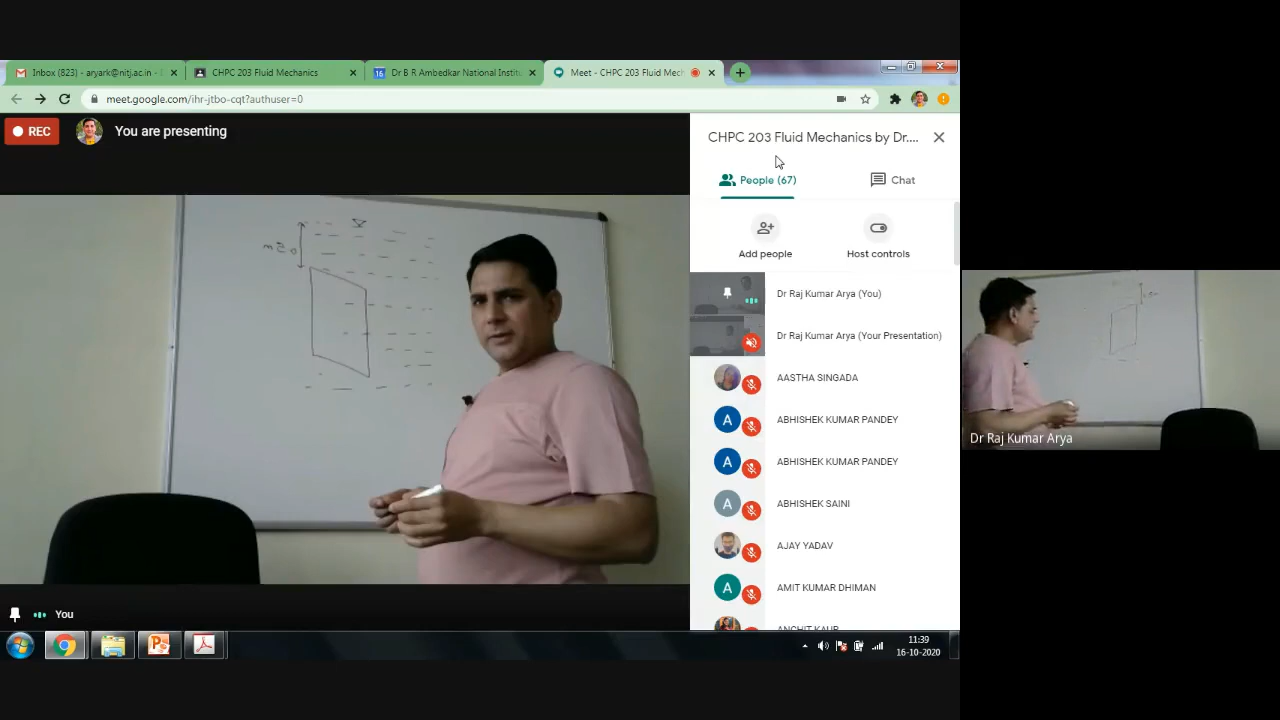 Inbox (823) - aryark@nitj.ac.in -
CHPC 203 Fluid Mechanics
Dr B R Ambedkar National Institu
Meet - CHPC 203 Fluid Mech
meet.google.com/ihr-jtbo-cqt?authuser=0
REC
You are presenting
CHPC 203 Fluid Mechanics by Dr....
People (67)
Chat
Add people
Host controls
Dr Raj Kumar Arya (You)
Dr Raj Kumar Arya (Your Presentation)
AASTHA SINGADA
A ABHISHEK KUMAR PANDEY
A ABHISHEK KUMAR PANDEY
A ABHISHEK SAINI
AJAY YADAV
A AMIT KUMAR DHIMAN
You
Dr Raj Kumar Arya
11:39
16-10-2020